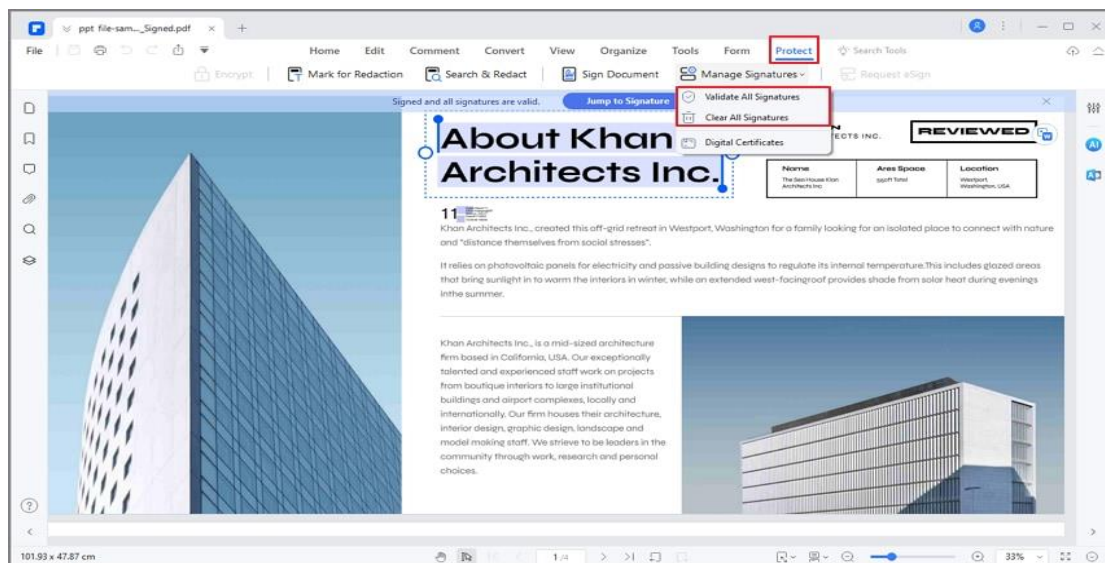 ppt file-sam..._Signed.pdf × +
File Home Edit Comment Convert View Organize Tools Form Protect Search Tools
Encrypt Mark for Redaction Search & Redact Sign Document Manage Signatures Request eSign
Signed and all signatures are valid. Jump to Signature
Validate All Signatures
Clear All Signatures
Digital Certificates
About Khan
Architects Inc.
TECTS INC.
REVIEWED
Name Area Space Location
The Sea House Klan Architects Inc 550ft Total Westport, Washington, USA
11
Khan Architects Inc., created this off-grid retreat in Westport, Washington for a family looking for an isolated place to connect with nature
and "distance themselves from social stresses".
It relies on photovoltaic panels for electricity and passive building designs to regulate its internal temperature.This includes glazed areas
that bring sunlight in to warm the interiors in winter, while an extended west-facingroof provides shade from solar heat during evenings
inthe summer.
Khan Architects Inc., is a mid-sized architecture
firm based in California, USA. Our exceptionally
talented and experienced staff work on projects
from boutique interiors to large institutional
buildings and airport complexes, locally and
internationally. Our firm houses their architecture,
interior design, graphic design, landscape and
model making staff. We strive to be leaders in the
community through work, research and personal
choices.
101.93 x 47.87 cm 1 /4 33%